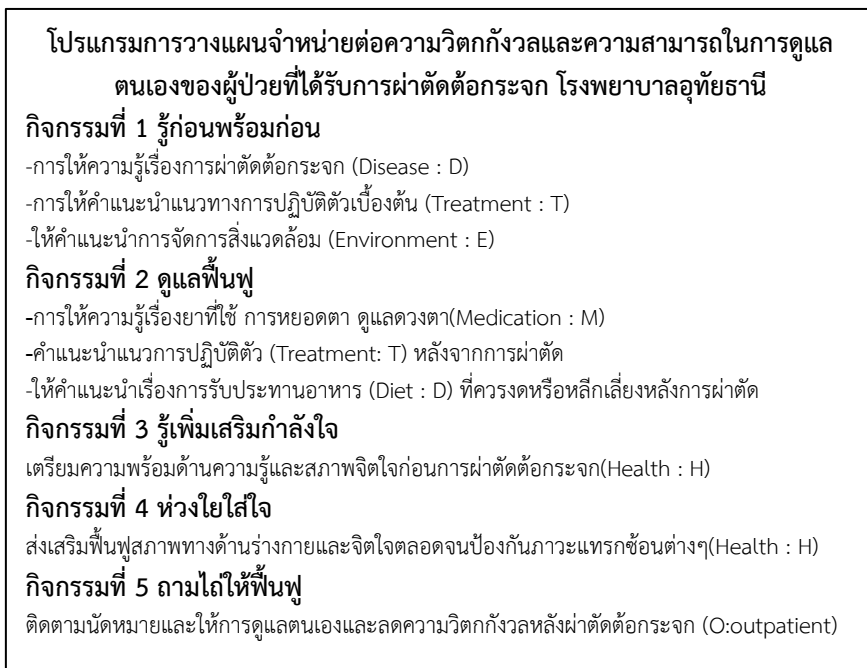 โปรแกรมการวางแผนจำหน่ายต่อความวิตกกังวลและความสามารถในการดูแล
ตนเองของผู้ป่วยที่ได้รับการผ่าตัดต้อกระจก โรงพยาบาลอุทัยธานี
กิจกรรมที่ 1 รู้ก่อนพร้อมก่อน
-การให้ความรู้เรื่องการผ่าตัดต้อกระจก (Disease : D)
-การให้คำแนะนำแนวทางการปฏิบัติตัวเบื้องต้น (Treatment : T)
-ให้คำแนะนำการจัดการสิ่งแวดล้อม (Environment : E)
กิจกรรมที่ 2 ดูแลฟื้นฟู
-การให้ความรู้เรื่องยาที่ใช้ การหยอดตา ดูแลดวงตา(Medication : M)
-คำแนะนำแนวการปฏิบัติตัว (Treatment: T) หลังจากการผ่าตัด
-ให้คำแนะนำเรื่องการรับประทานอาหาร (Diet : D) ที่ควรงดหรือหลีกเลี่ยงหลังการผ่าตัด
กิจกรรมที่ 3 รู้เพิ่มเสริมกำลังใจ
เตรียมความพร้อมด้านความรู้และสภาพจิตใจก่อนการผ่าตัดต้อกระจก(Health : H)
กิจกรรมที่ 4 ห่วงใยใส่ใจ
ส่งเสริมฟื้นฟูสภาพทางด้านร่างกายและจิตใจตลอดจนป้องกันภาวะแทรกซ้อนต่างๆ(Health : H)
กิจกรรมที่ 5 ถามไถ่ให้ฟื้นฟู
ติดตามนัดหมายและให้การดูแลตนเองและลดความวิตกกังวลหลังผ่าตัดต้อกระจก (O:outpatient)